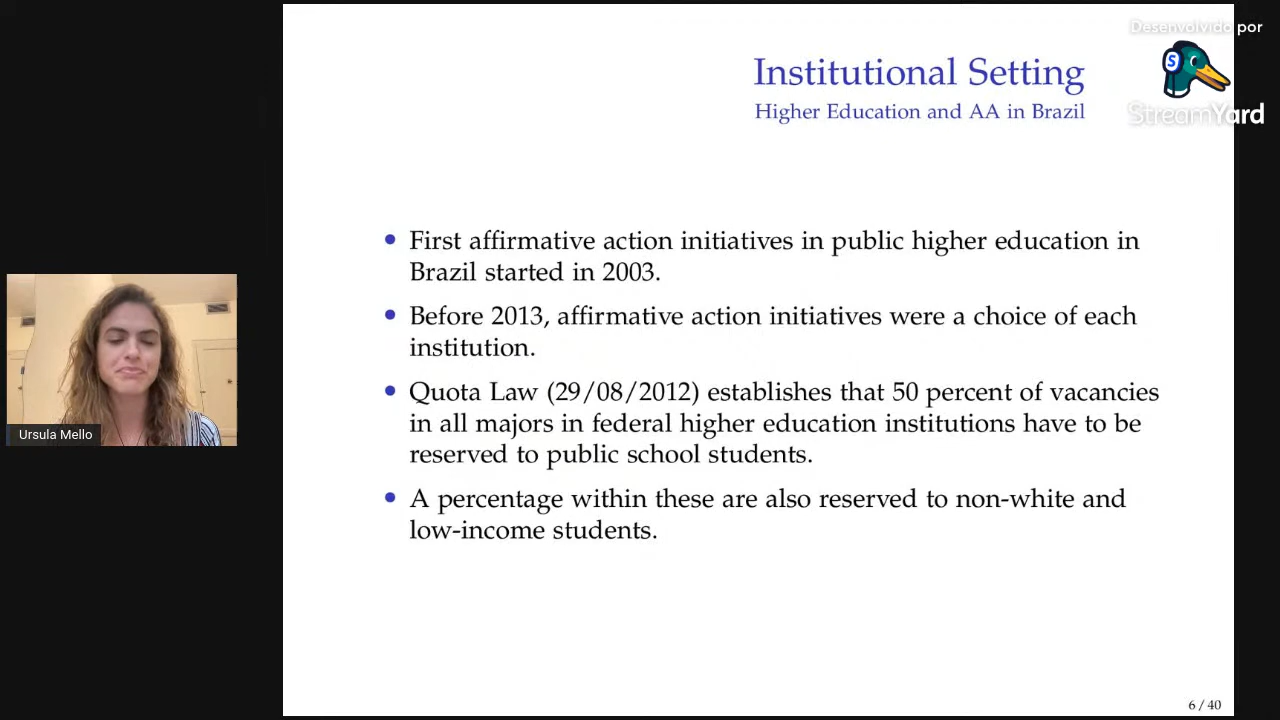 Desenvolvido por
StreamYard
Institutional Setting
Higher Education and AA in Brazil
• First affirmative action initiatives in public higher education in
Brazil started in 2003.
• Before 2013, affirmative action initiatives were a choice of each
institution.
• Quota Law (29/08/2012) establishes that 50 percent of vacancies
in all majors in federal higher education institutions have to be
reserved to public school students.
• A percentage within these are also reserved to non-white and
low-income students.
Ursula Mello
6 / 40